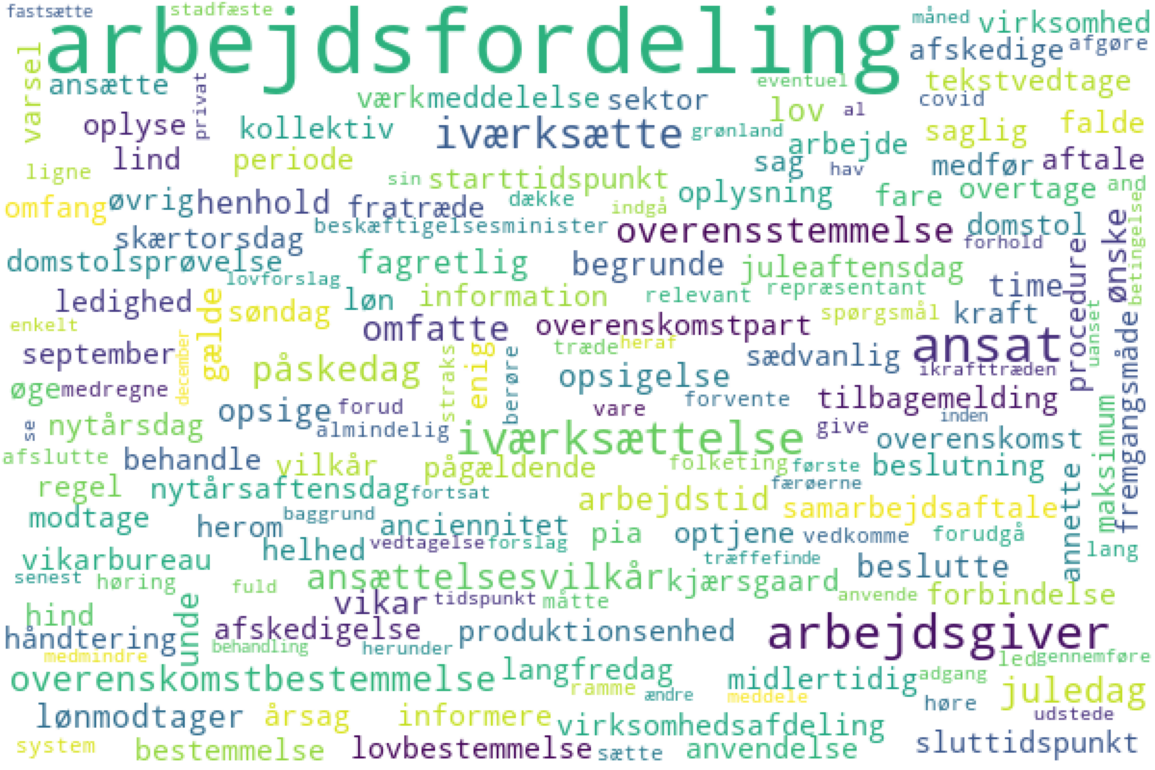 fastsætte stadfæste
arbejdsfordeling
måned virksomhed
afskedige afgøre
varsel ansætte privat
værk meddelelse sektor
eventuel tekstvedtage
lov al covid
oplyse kollektiv iværksætte grønland arbejde saglig falde
lind periode sag hav medfør aftale
ligne sin starttidspunkt
omfang øvrig henhold fratræde dække indgå oplysning fare overtage and
skærtorsdag beskæftigelsesminister overensstemmelse domstol forhold
domstolsprøvelse lovforslag fagretlig begrunde juleaftensdag
procedure ønske betingelsed
ledighed gælde søndag løn information relevant repræsentant time
enkelt omfatte overenskomstpart spørgsmål kraft
september december påskedag straks enig berøre træde heraf sædvanlig ansat uanset
øge medregne opsigelse ikrafttræden fremgangsmåde
opsige forud vare forvente tilbagemelding
se nytårsdag almindelig iværksættelse give inden overenskomst
afslutte behandle vilkår pågældende folketing første beslutning maksimum
regel nytårsaftensdag fortsat færøerne
modtage baggrund arbejdstid samarbejdsaftale annette
herom anciennitet pia optjene vedkomme forudgå
vikarbureau helhed vedtagelse forslag træffefinde lang
senest høring fuld ansættelsesvilkår kjærsgaard beslutte
hind unde vikar tidspunkt måtte anvende forbindelse
håndtering afskedigelse produktionsenhed arbejdsgiver
medmindre behandling herunder led gennemføre
overenskomstbestemmelse langfredag midlertidig adgang
ramme ændre meddele juledag
lønmodtager årsag informere virksomhedsafdeling høre udstede
system bestemmelse lovbestemmelse sætte anvendelse sluttidspunkt